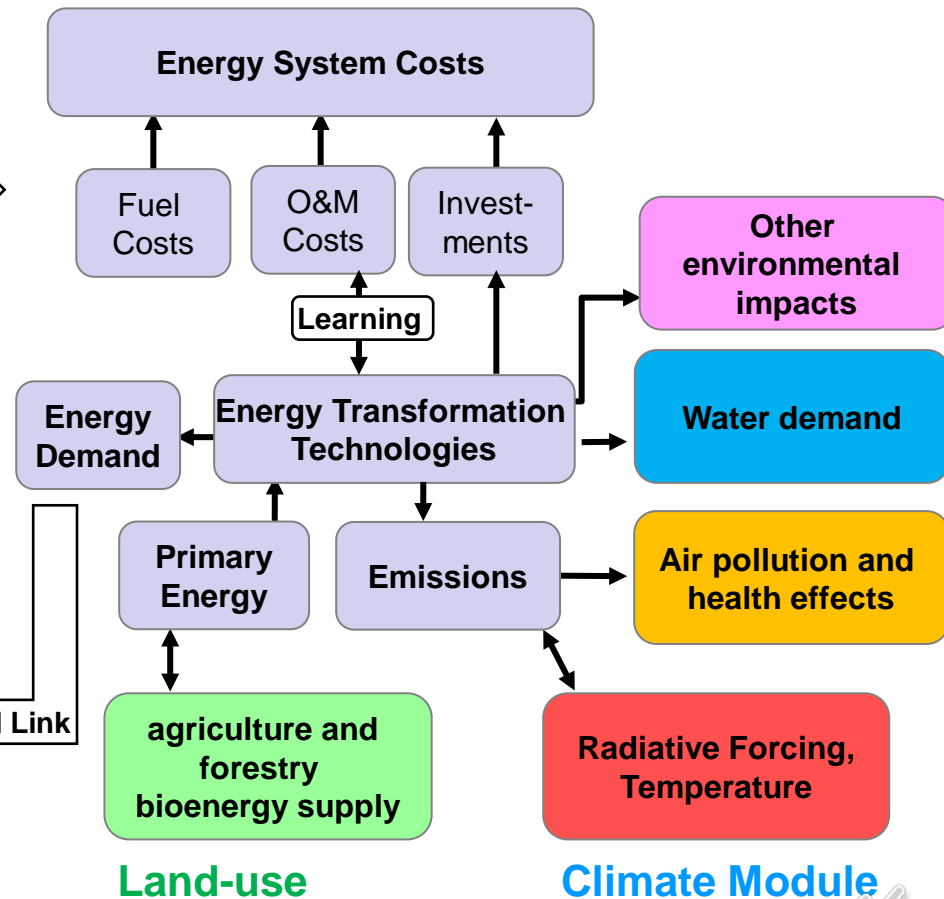 Energy System Costs
Fuel
Costs
O&M
Costs
Invest-
ments
Other
environmental
impacts
Learning
Energy
Demand
Energy Transformation
Technologies
Water demand
Primary
Energy
Emissions
Air pollution and
health effects
Link
agriculture and
forestry
bioenergy supply
Radiative Forcing,
Temperature
Land-use
Climate Module